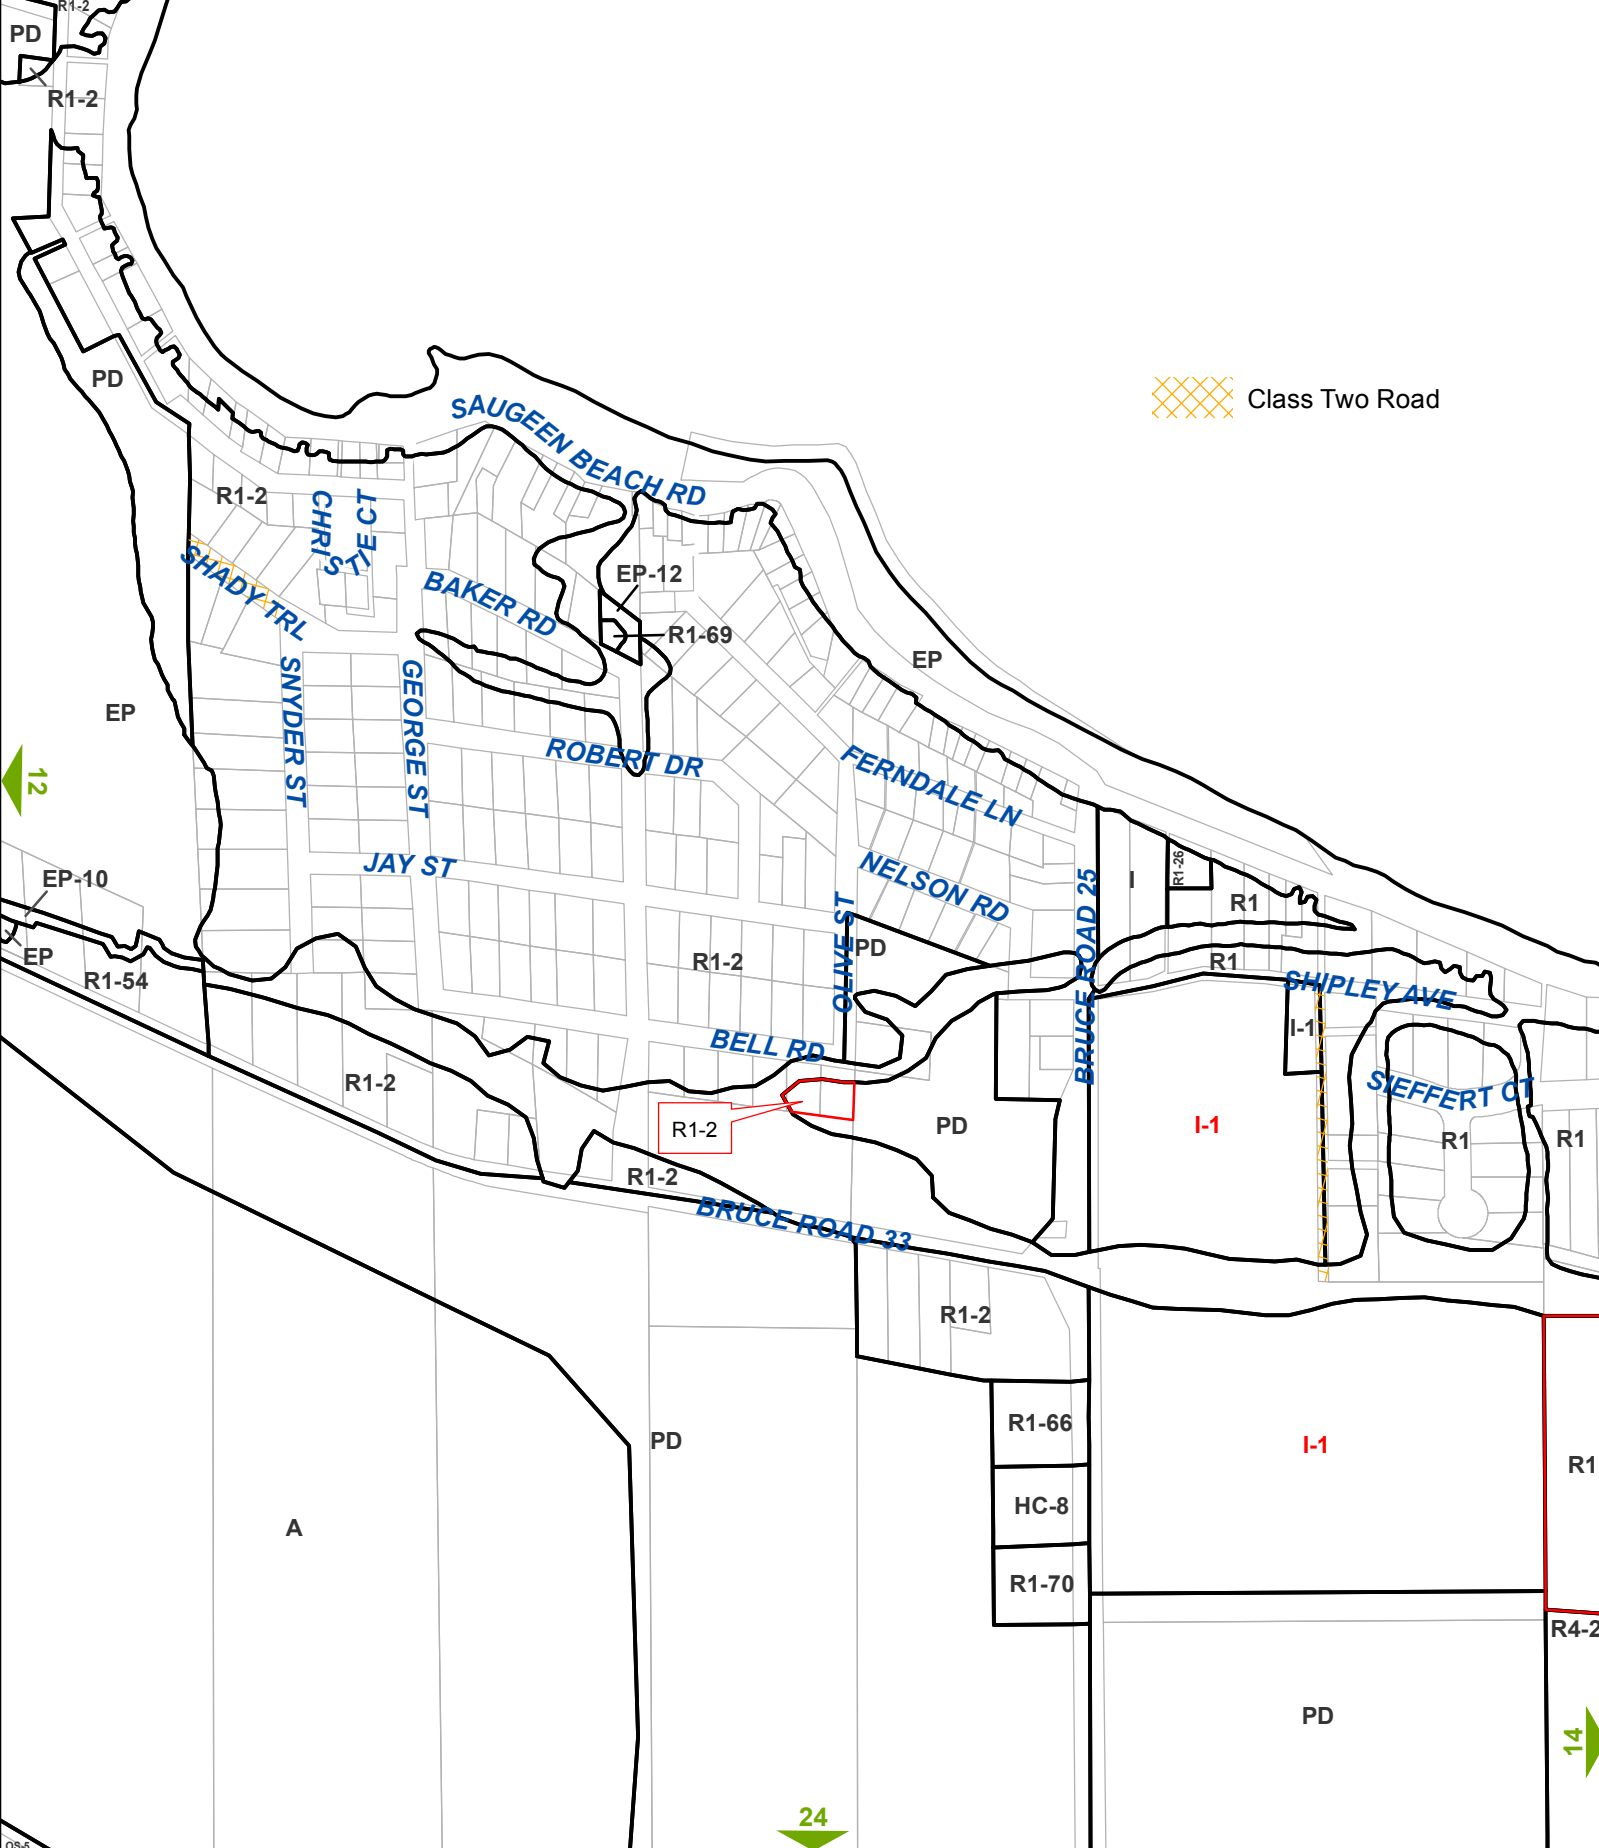 R1-2
PD
R1-2
PD
Class Two Road
SAUGEEN BEACH RD
R1-2
CHRISTIE CT
SHADY TRL
BAKER RD
EP-12
R1-69
EP
SNYDER ST
GEORGE ST
EP
ROBERT DR
FERNDALE LN
12
JAY ST
NELSON RD
BRUCE ROAD 25
I
R1-26
R1
EP-10
OLIVE ST
PD
EP
R1-54
R1-2
R1
SHIPLEY AVE
I-1
BELL RD
R1-2
SIEFFERT CT
R1-2
PD
I-1
R1
R1
R1-2
BRUCE ROAD 33
R1-2
R1-66
PD
I-1
R1
HC-8
A
R1-70
R4-2
PD
14
24
OS-5